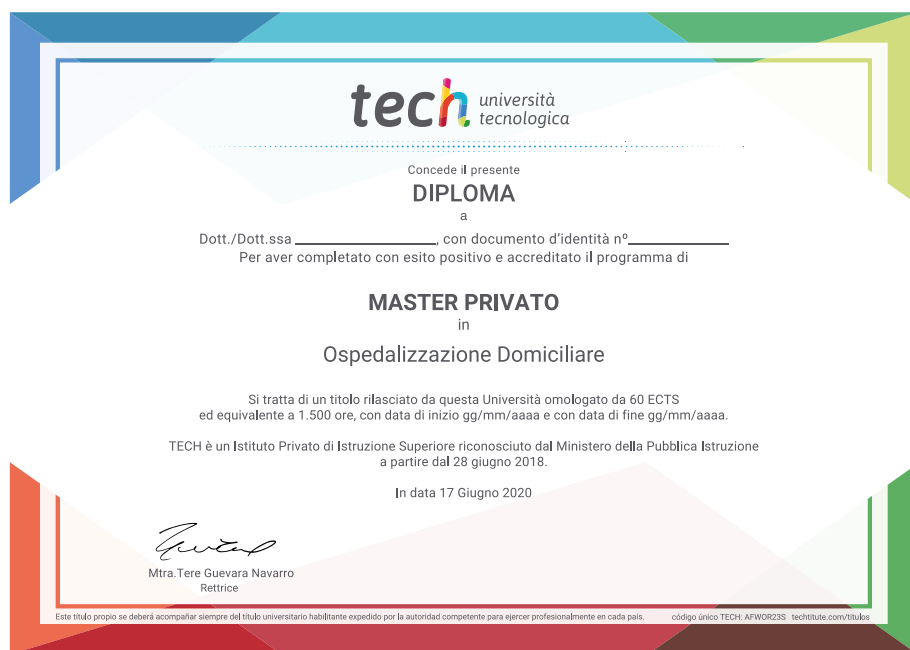 tech università
tecnologica
Concede il presente
DIPLOMA
a
Dott./Dott.ssa ________________, con documento d'identità nº____________
Per aver completato con esito positivo e accreditato il programma di
MASTER PRIVATO
in
Ospedalizzazione Domiciliare
Si tratta di un titolo rilasciato da questa Università omologato da 60 ECTS
ed equivalente a 1.500 ore, con data di inizio gg/mm/aaaa e con data di fine gg/mm/aaaa.
TECH è un Istituto Privato di Istruzione Superiore riconosciuto dal Ministero della Pubblica Istruzione
a partire dal 28 giugno 2018.
In data 17 Giugno 2020
Mtra.Tere Guevara Navarro
Rettrice
Este título propio se deberá acompañar siempre del título universitario habilitante expedido por la autoridad competente para ejercer profesionalmente en cada país. código único TECH: AFWOR23S techtitute.com/titulos